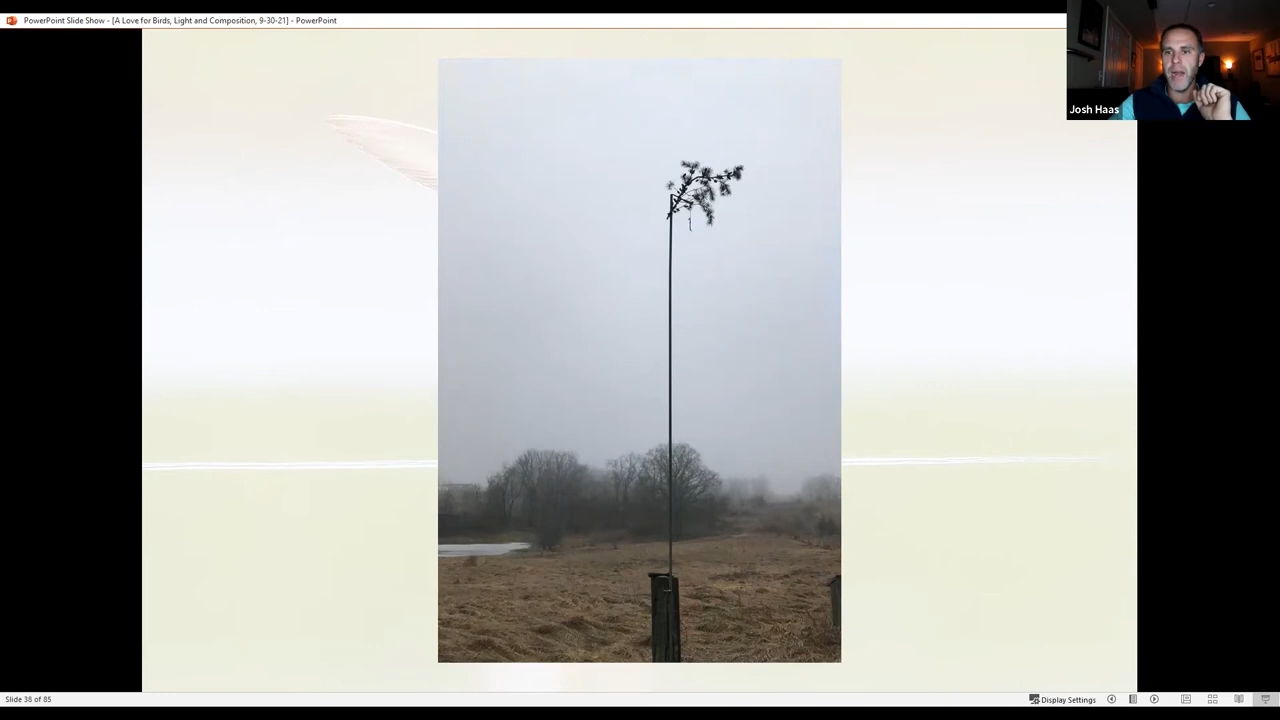 PowerPoint Slide Show - [A Love for Birds, Light and Composition, 9-30-21] - PowerPoint
Josh Haas
Slide 38 of 85
Display Settings